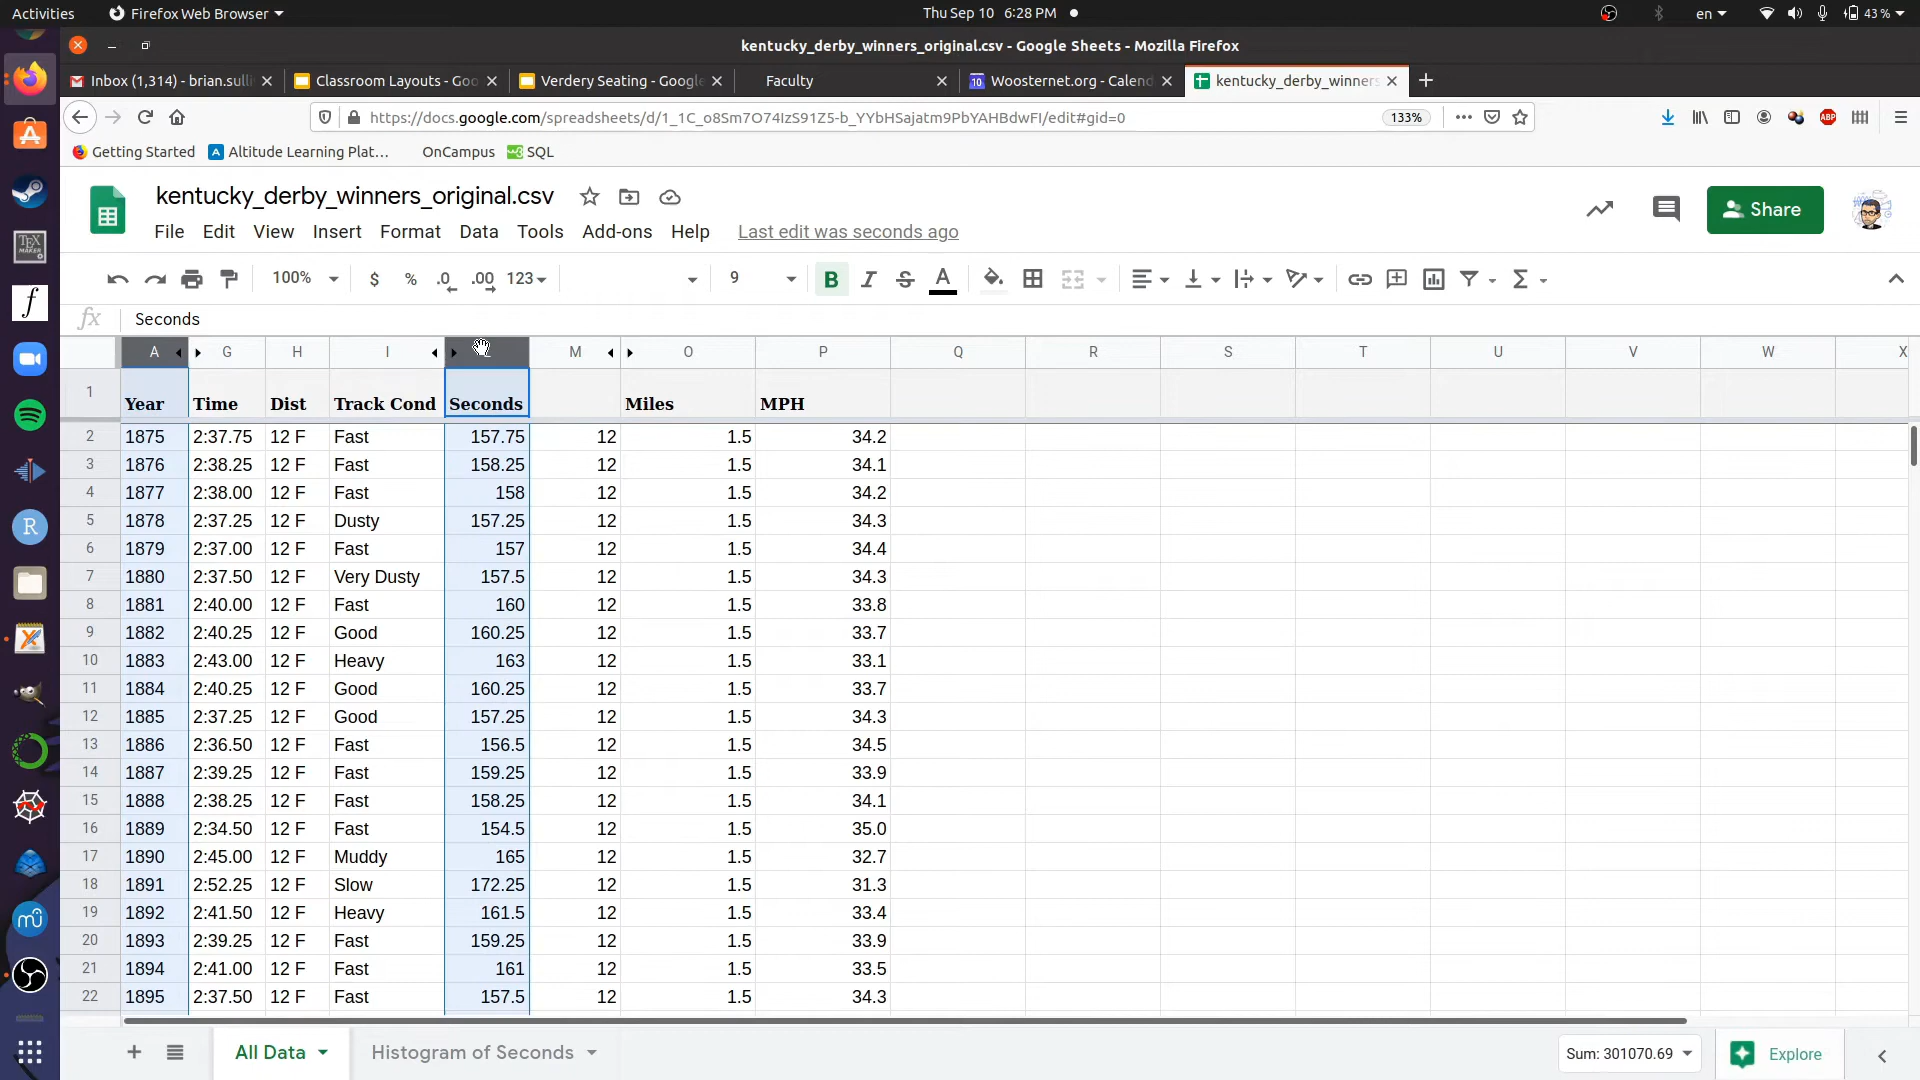 Activities Firefox Web Browser Thu Sep 10 6:28 PM en 43 %
kentucky_derby_winners_original.csv - Google Sheets - Mozilla Firefox
Inbox (1,314) - brian.sulli Classroom Layouts - Goo Verdery Seating - Google Faculty Woosternet.org - Calend kentucky_derby_winners
https://docs.google.com/spreadsheets/d/1_1C_o8Sm7O74IzS91Z5-b_YYbHSajatm9PbYAHBdwFI/edit#gid=0 133%
Getting Started Altitude Learning Plat... OnCampus SQL
kentucky_derby_winners_original.csv
Share
File Edit View Insert Format Data Tools Add-ons Help Last edit was seconds ago
100% $ % .0 .00 123 9 B I S A
fx Seconds
A G H I M O P Q R S T U V W X
1 Year Time Dist Track Cond Seconds Miles MPH
2 1875 2:37.75 12 F Fast 157.75 12 1.5 34.2
3 1876 2:38.25 12 F Fast 158.25 12 1.5 34.1
4 1877 2:38.00 12 F Fast 158 12 1.5 34.2
5 1878 2:37.25 12 F Dusty 157.25 12 1.5 34.3
6 1879 2:37.00 12 F Fast 157 12 1.5 34.4
7 1880 2:37.50 12 F Very Dusty 157.5 12 1.5 34.3
8 1881 2:40.00 12 F Fast 160 12 1.5 33.8
9 1882 2:40.25 12 F Good 160.25 12 1.5 33.7
10 1883 2:43.00 12 F Heavy 163 12 1.5 33.1
11 1884 2:40.25 12 F Good 160.25 12 1.5 33.7
12 1885 2:37.25 12 F Good 157.25 12 1.5 34.3
13 1886 2:36.50 12 F Fast 156.5 12 1.5 34.5
14 1887 2:39.25 12 F Fast 159.25 12 1.5 33.9
15 1888 2:38.25 12 F Fast 158.25 12 1.5 34.1
16 1889 2:34.50 12 F Fast 154.5 12 1.5 35.0
17 1890 2:45.00 12 F Muddy 165 12 1.5 32.7
18 1891 2:52.25 12 F Slow 172.25 12 1.5 31.3
19 1892 2:41.50 12 F Heavy 161.5 12 1.5 33.4
20 1893 2:39.25 12 F Fast 159.25 12 1.5 33.9
21 1894 2:41.00 12 F Fast 161 12 1.5 33.5
22 1895 2:37.50 12 F Fast 157.5 12 1.5 34.3
All Data Histogram of Seconds Sum: 301070.69 Explore